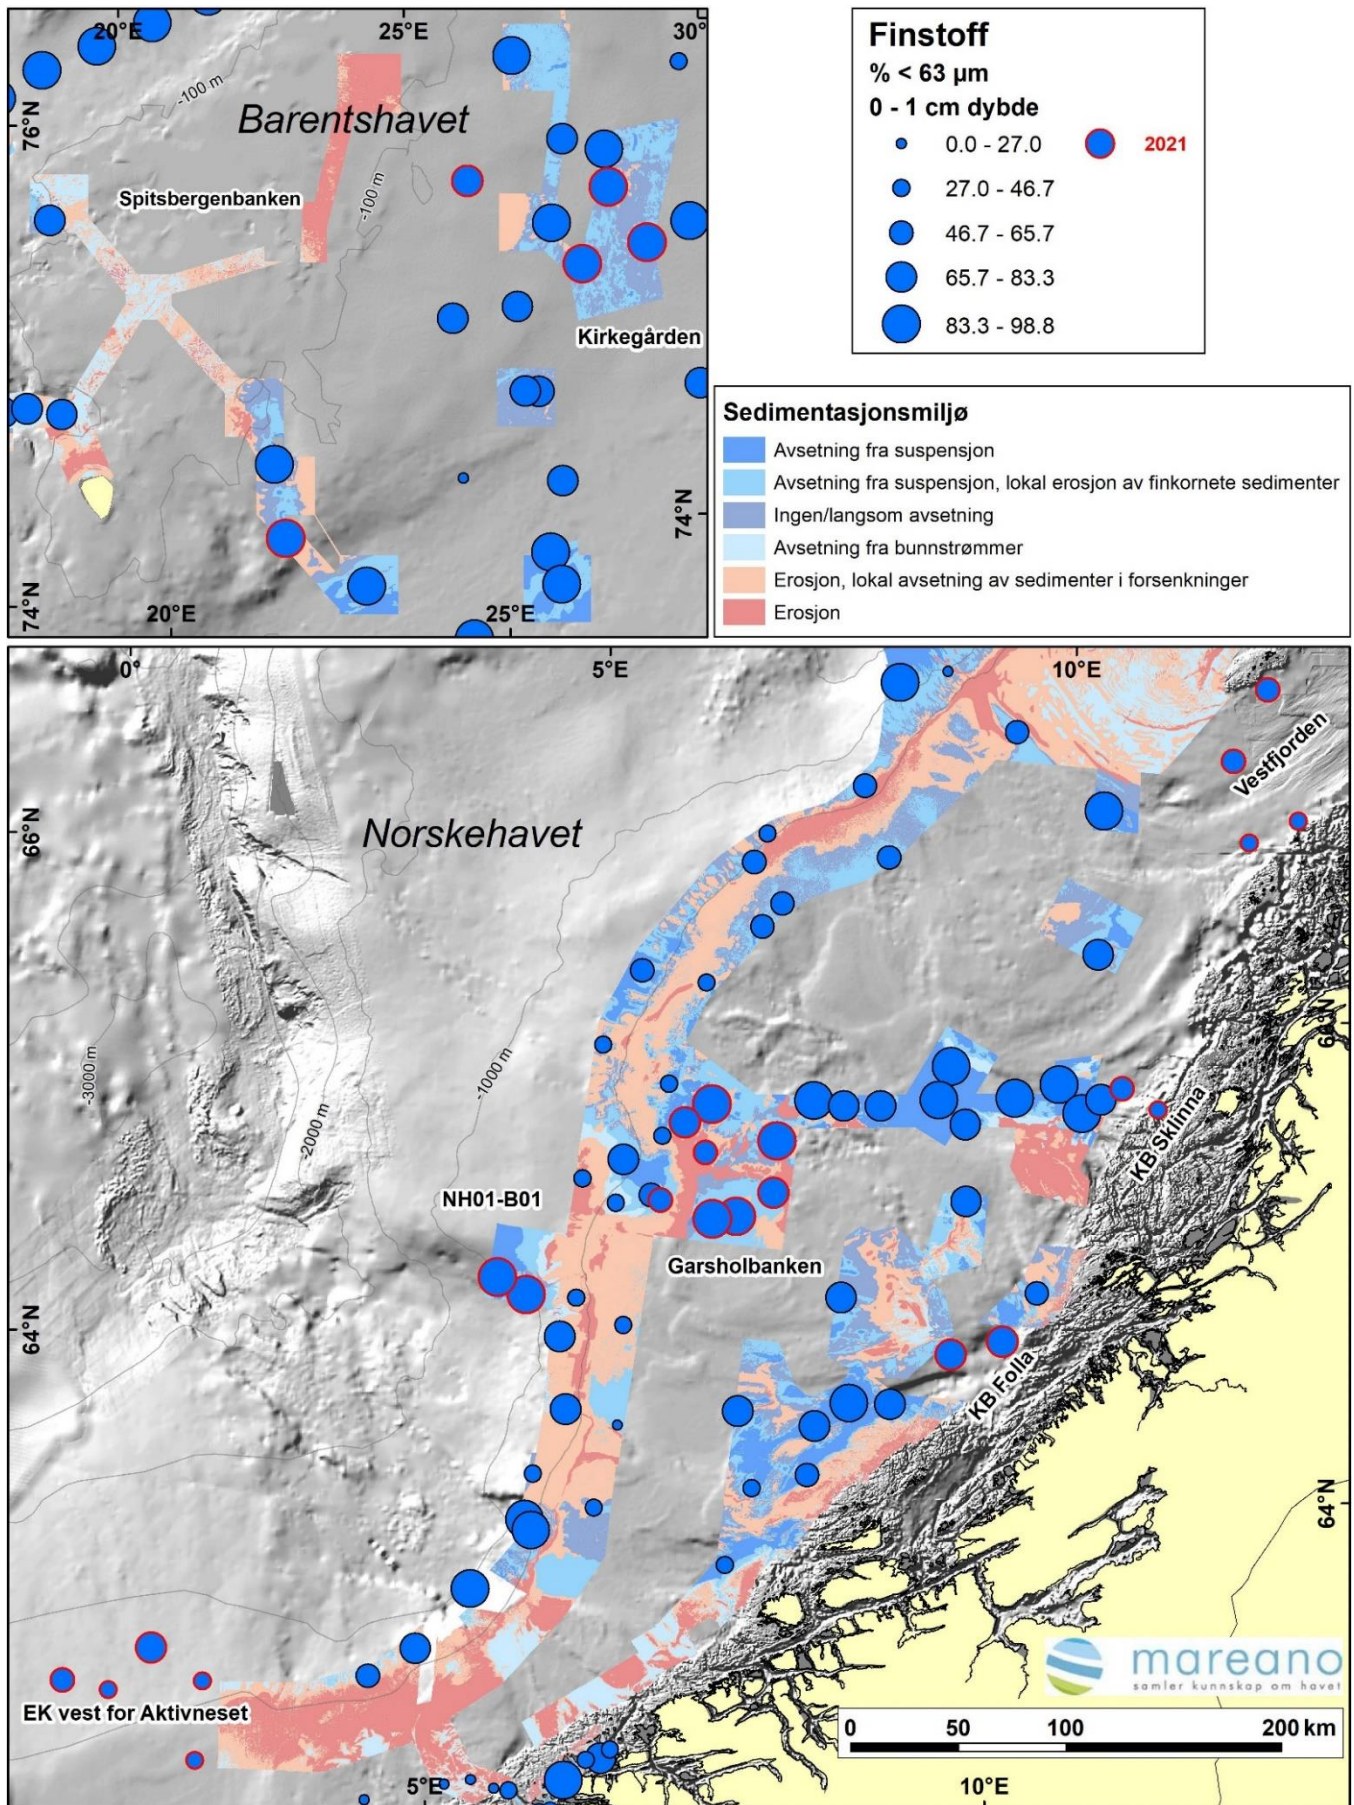 20°E
25°E
30°
Finstoff
% < 63 µm
0 - 1 cm dybde
0.0 - 27.0
2021
27.0 - 46.7
46.7 - 65.7
65.7 - 83.3
83.3 - 98.8
-100 m
Barentshavet
76°N
Spitsbergenbanken
-100 m
Kirkegården
74°N
74°N
20°E
25°E
Sedimentasjonsmiljø
Avsetning fra suspensjon
Avsetning fra suspensjon, lokal erosjon av finkornete sedimenter
Ingen/langsom avsetning
Avsetning fra bunnstrømmer
Erosjon, lokal avsetning av sedimenter i forsenkninger
Erosjon
0°
5°E
10°E
Vestfjorden
66°N
Norskehavet
-3000 m
-2000 m
-1000 m
KB Sklinna
NH01-B01
Garsholbanken
64°N
KB Folla
64°N
mareano
samler kunnskap om havet
EK vest for Aktivneset
0 50 100 200 km
5°E
10°E